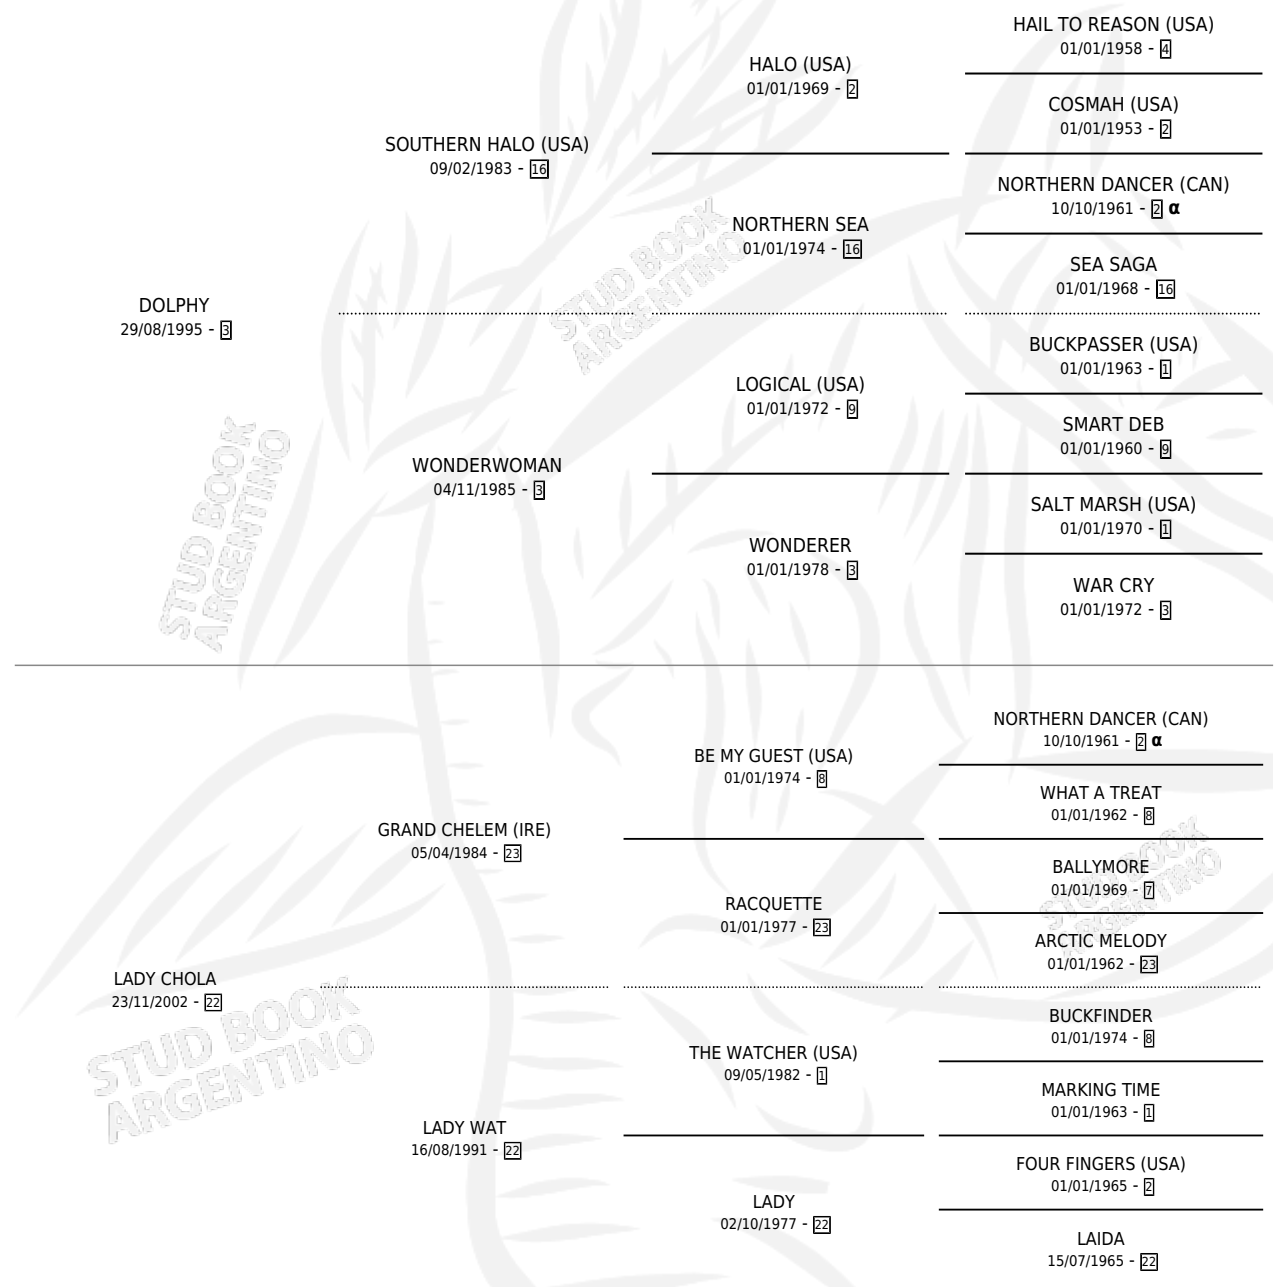 HAIL TO REASON (USA)
01/01/1958 - 4
HALO (USA)
01/01/1969 - 2
COSMAH (USA)
01/01/1953 - 2
SOUTHERN HALO (USA)
09/02/1983 - 16
NORTHERN DANCER (CAN)
10/10/1961 - 2 α
NORTHERN SEA
01/01/1974 - 16
SEA SAGA
01/01/1968 - 16
DOLPHY
29/08/1995 - 3
BUCKPASSER (USA)
01/01/1963 - 1
LOGICAL (USA)
01/01/1972 - 9
SMART DEB
01/01/1960 - 9
WONDERWOMAN
04/11/1985 - 3
SALT MARSH (USA)
01/01/1970 - 1
WONDERER
01/01/1978 - 3
WAR CRY
01/01/1972 - 3
NORTHERN DANCER (CAN)
10/10/1961 - 2 α
BE MY GUEST (USA)
01/01/1974 - 8
WHAT A TREAT
01/01/1962 - 8
GRAND CHELEM (IRE)
05/04/1984 - 23
BALLYMORE
01/01/1969 - 7
RACQUETTE
01/01/1977 - 23
ARCTIC MELODY
01/01/1962 - 23
LADY CHOLA
23/11/2002 - 22
BUCKFINDER
01/01/1974 - 8
THE WATCHER (USA)
09/05/1982 - 1
MARKING TIME
01/01/1963 - 1
LADY WAT
16/08/1991 - 22
FOUR FINGERS (USA)
01/01/1965 - 2
LADY
02/10/1977 - 22
LAIDA
15/07/1965 - 22
STUD BOOK
ARGENTINO
STUD BOOK
ARGENTINO
STUD BOOK
ARGENTINO
STUD BOOK
ARGENTINO